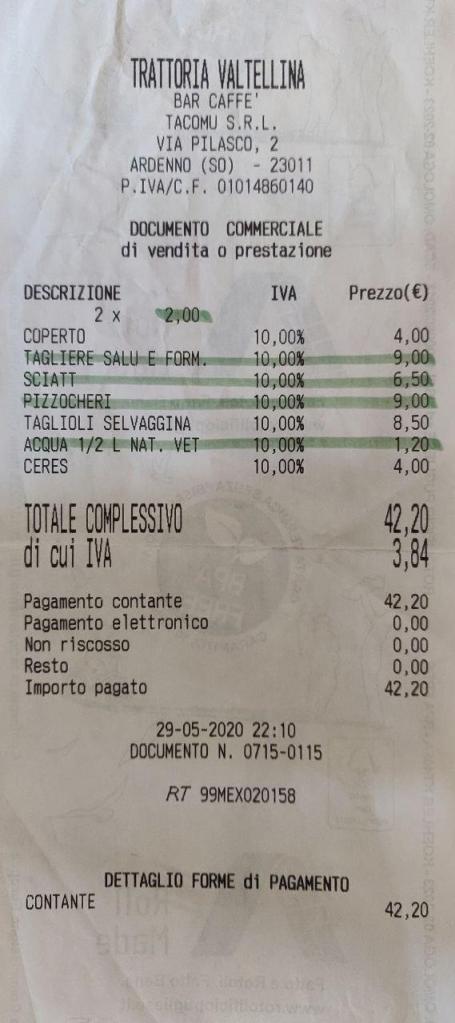 TRATTORIA VALTELLINA
BAR CAFFE'
TACOMU S.R.L.
VIA PILASCO, 2
ARDENNO (SO) - 23011
P.IVA/C.F. 01014860140
DOCUMENTO COMMERCIALE
di vendita o prestazione
DESCRIZIONE IVA Prezzo(€)
2 x 2,00
COPERTO 10,00% 4,00
TAGLIERE SALU E FORM. 10,00% 9,00
SCIATT 10,00% 6,50
PIZZOCHERI 10,00% 9,00
TAGLIOLI SELVAGGINA 10,00% 8,50
ACQUA 1/2 L NAT. VET 10,00% 1,20
CERES 10,00% 4,00
TOTALE COMPLESSIVO 42,20
di cui IVA 3,84
Pagamento contante 42,20
Pagamento elettronico 0,00
Non riscosso 0,00
Resto 0,00
Importo pagato 42,20
29-05-2020 22:10
DOCUMENTO N. 0715-0115
RT 99MEX020158
DETTAGLIO FORME di PAGAMENTO
CONTANTE 42,20